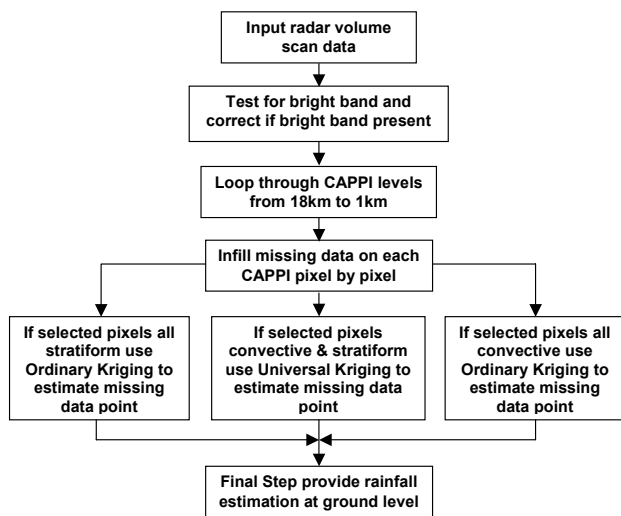 Input radar volume
scan data
Test for bright band and
correct if bright band present
Loop through CAPPI levels
from 18km to 1km
Infill missing data on each
CAPPI pixel by pixel
If selected pixels all
stratiform use
Ordinary Kriging to
estimate missing
data point
If selected pixels
convective & stratiform
use Universal Kriging to
estimate missing data
point
If selected pixels all
convective use
Ordinary Kriging to
estimate missing
data point
Final Step provide rainfall
estimation at ground level